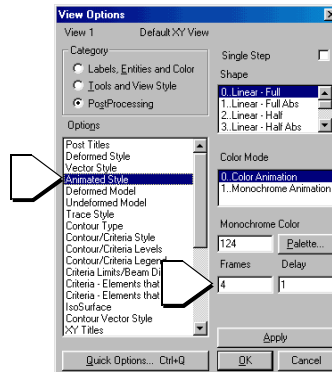 View Options
View 1 Default XY View
Category
Labels, Entities and Color
Tools and View Style
PostProcessing
Options
Post Titles
Deformed Style
Vector Style
Animated Style
Deformed Model
Undeformed Model
Trace Style
Contour Type
Contour/Criteria Style
Contour/Criteria Levels
Contour/Criteria Legend
Criteria Limits/Beam Di
Criteria - Elements that
Criteria - Elements that
IsoSurface
Contour Vector Style
XY Titles
Quick Options... Ctrl+Q
Single Step
Shape
0..Linear - Full
1..Linear - Full Abs
2..Linear - Half
3..Linear - Half Abs
Color Mode
0..Color Animation
1..Monochrome Animation
Monochrome Color
124 Palette...
Frames Delay
4 1
Apply
OK Cancel